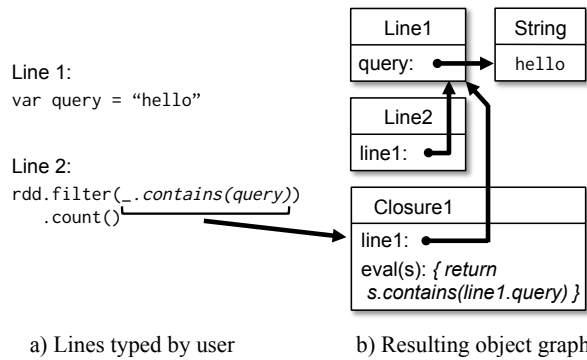 Line 1:
var query = “hello”
Line 2:
rdd.filter(_.contains(query))
.count()
Line1
query:
String
hello
Line2
line1:
Closure1
line1:
eval(s): { return
s.contains(line1.query) }
a) Lines typed by user
b) Resulting object graph